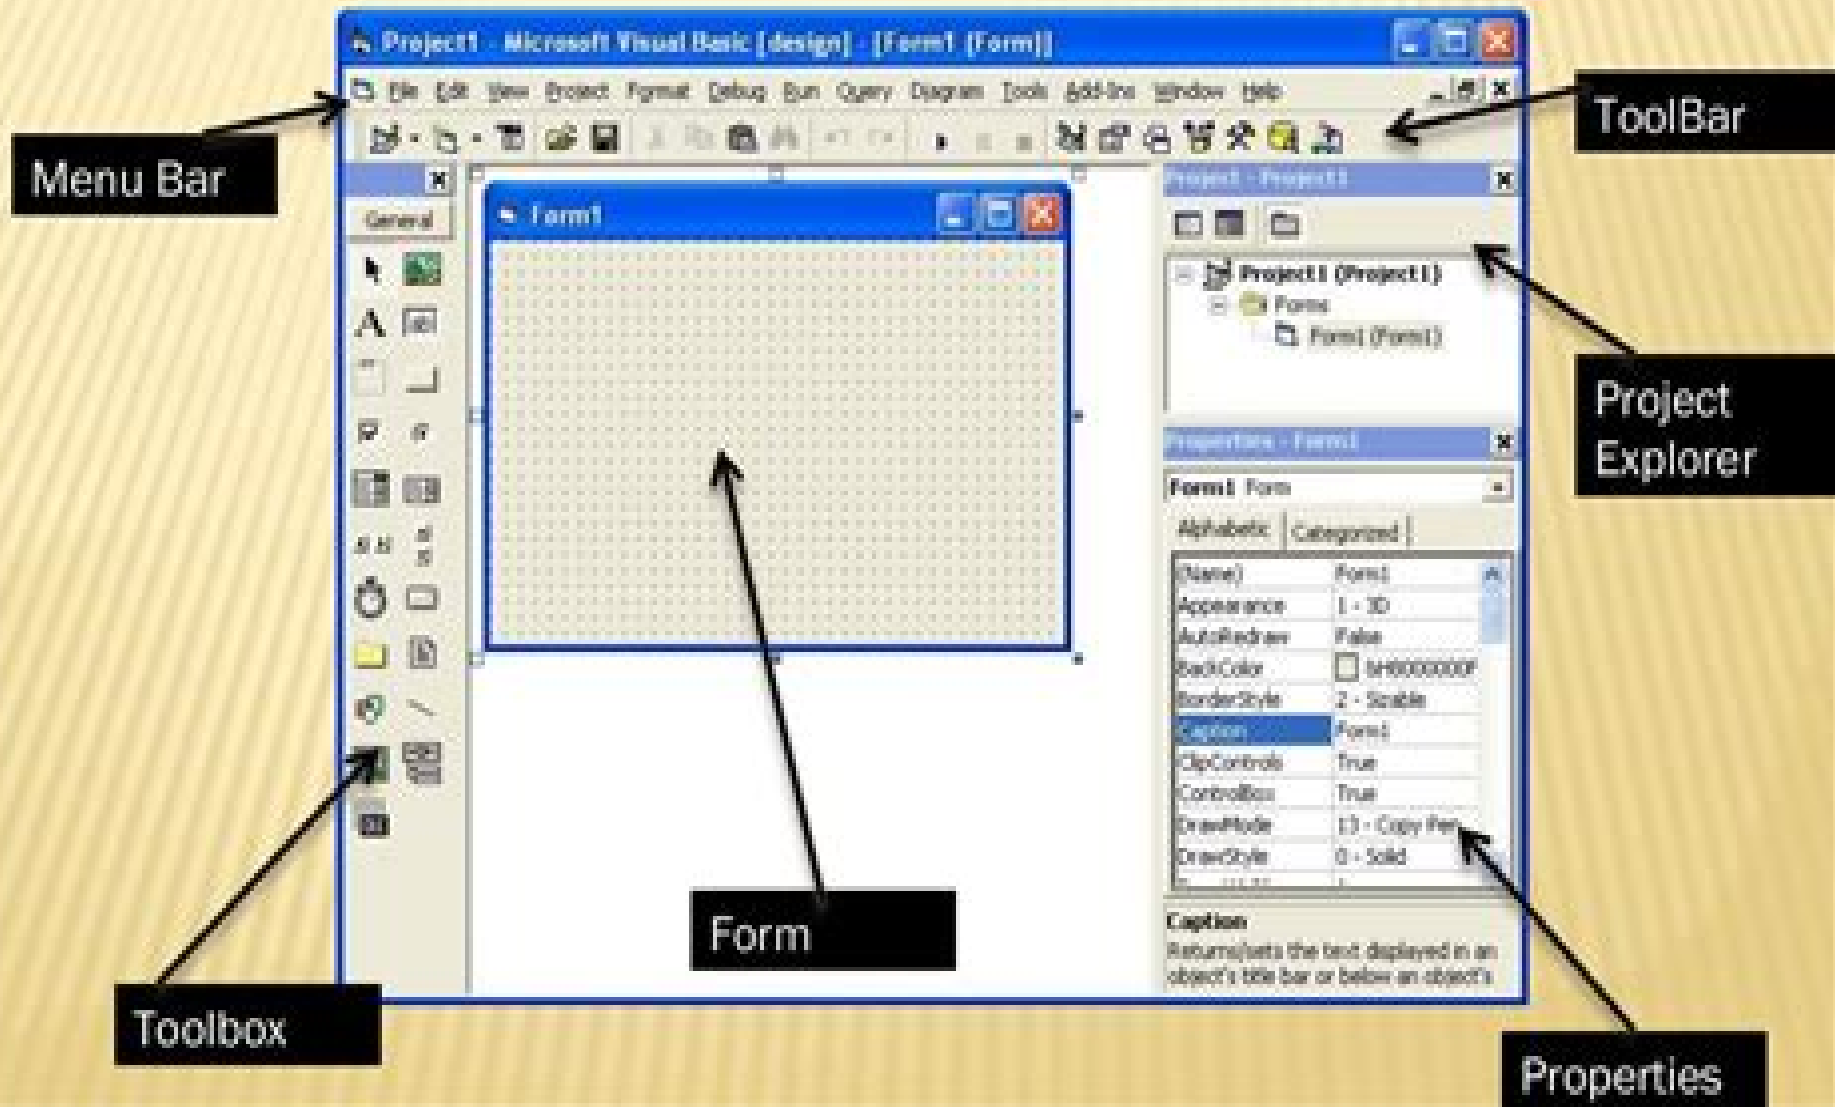 Project1 - Microsoft Visual Basic [design] - [Form1 (Form)]
File Edit View Project Format Debug Run Query Diagram Tools Add-Ins Window Help
ToolBar
Menu Bar
Project - Project1
General
Form1
Project1 (Project1)
Forms
Form1 (Form1)
Project
Explorer
Properties - Form1
Form1 Form
Alphabetic Categorized
(Name) Form1
Appearance 1 - 3D
AutoRedraw False
BackColor &H8000000F
BorderStyle 2 - Sizable
Caption Form1
ClipControls True
ControlBox True
DrawMode 13 - Copy Pen
DrawStyle 0 - Solid
Form
Caption
Returns/sets the text displayed in an
object's title bar or below an object's
Toolbox
Properties